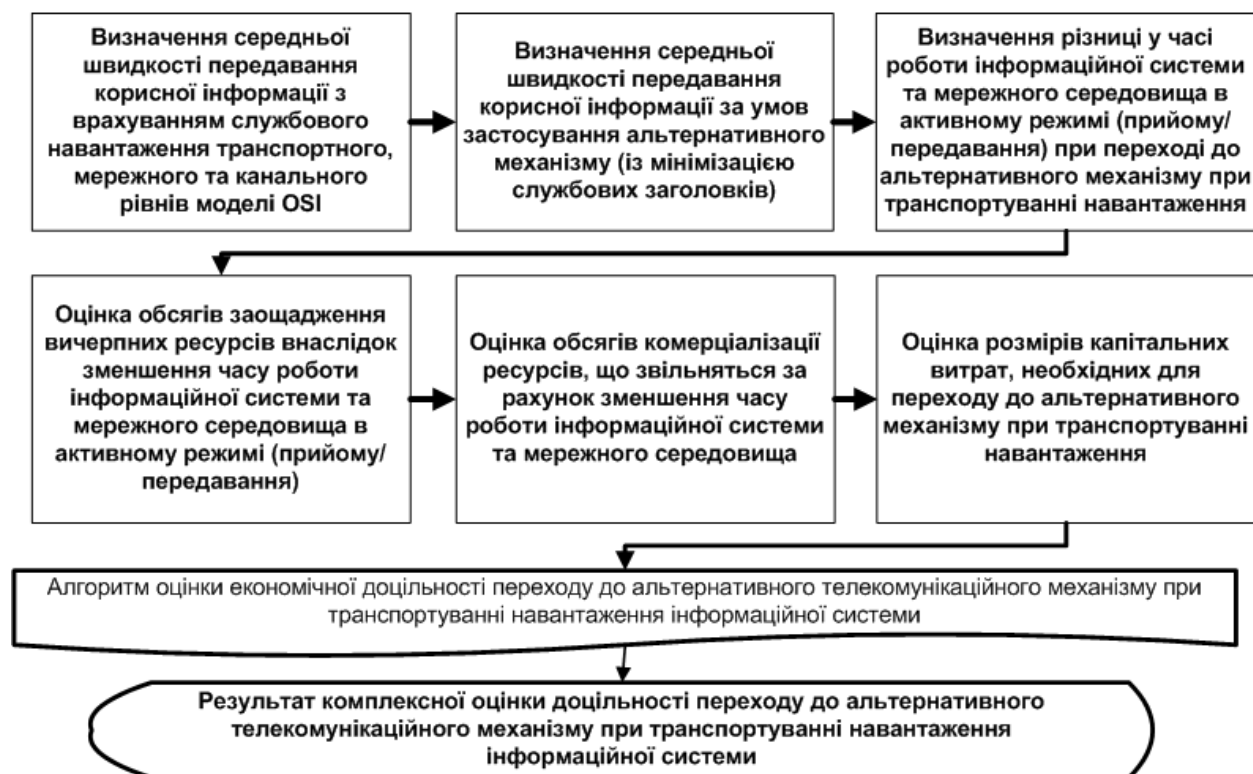 Визначення середньої
швидкості передавання
корисної інформації з
врахуванням службового
навантаження транспортного,
мережного та канального
рівнів моделі OSI
Визначення середньої
швидкості передавання
корисної інформації за умов
застосування альтернативного
механізму (із мінімізацією
службових заголовків)
Визначення різниці у часі
роботи інформаційної системи
та мережного середовища в
активному режимі (прийому/
передавання) при переході до
альтернативного механізму при
транспортуванні навантаження
Оцінка обсягів заощадження
вичерпних ресурсів внаслідок
зменшення часу роботи
інформаційної системи та
мережного середовища в
активному режимі (прийому/
передавання)
Оцінка обсягів комерціалізації
ресурсів, що звільняться за
рахунок зменшення часу
роботи інформаційної системи
та мережного середовища
Оцінка розмірів капітальних
витрат, необхідних для
переходу до альтернативного
механізму при транспортуванні
навантаження
Алгоритм оцінки економічної доцільності переходу до альтернативного телекомунікаційного механізму при
транспортуванні навантаження інформаційної системи
Результат комплексної оцінки доцільності переходу до альтернативного
телекомунікаційного механізму при транспортуванні навантаження
інформаційної системи